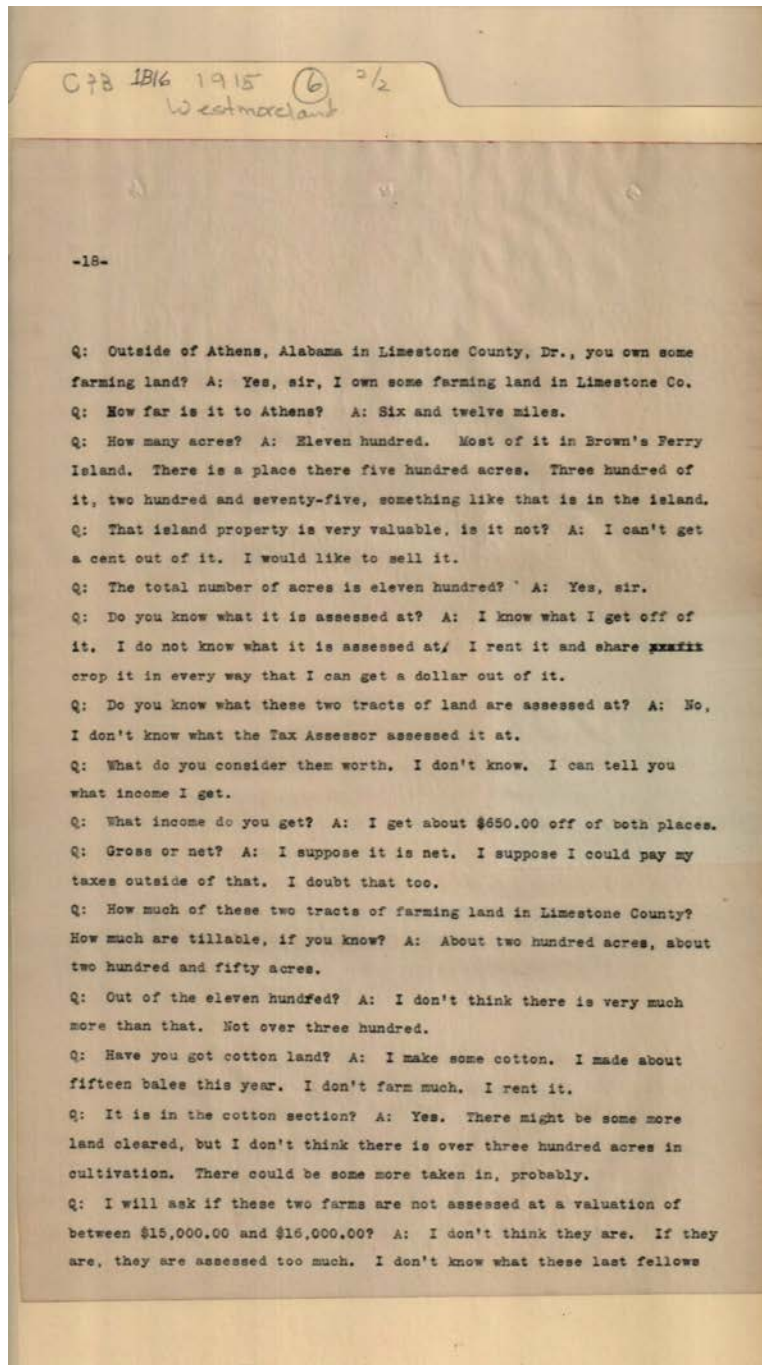 C73 1B16 1915 6 2/2
Westmoreland
-18-
Q: Outside of Athens, Alabama in Limestone County, Dr., you own some
farming land? A: Yes, sir, I own some farming land in Limestone Co.
Q: How far is it to Athens? A: Six and twelve miles.
Q: How many acres? A: Eleven hundred. Most of it in Brown's Ferry
Island. There is a place there five hundred acres. Three hundred of
it, two hundred and seventy-five, something like that is in the island.
Q: That island property is very valuable, is it not? A: I can't get
a cent out of it. I would like to sell it.
Q: The total number of acres is eleven hundred? A: Yes, sir.
Q: Do you know what it is assessed at? A: I know what I get off of
it. I do not know what it is assessed at. I rent it and share
crop it in every way that I can get a dollar out of it.
Q: Do you know what these two tracts of land are assessed at? A: No,
I don't know what the Tax Assessor assessed it at.
Q: What do you consider them worth. I don't know. I can tell you
what income I get.
Q: What income do you get? A: I get about $650.00 off of both places.
Q: Gross or net? A: I suppose it is net. I suppose I could pay my
taxes outside of that. I doubt that too.
Q: How much of these two tracts of farming land in Limestone County?
How much are tillable, if you know? A: About two hundred acres, about
two hundred and fifty acres.
Q: Out of the eleven hundred? A: I don't think there is very much
more than that. Not over three hundred.
Q: Have you got cotton land? A: I make some cotton. I made about
fifteen bales this year. I don't farm much. I rent it.
Q: It is in the cotton section? A: Yes. There might be some more
land cleared, but I don't think there is over three hundred acres in
cultivation. There could be some more taken in, probably.
Q: I will ask if these two farms are not assessed at a valuation of
between $15,000.00 and $16,000.00? A: I don't think they are. If they
are, they are assessed too much. I don't know what these last fellows